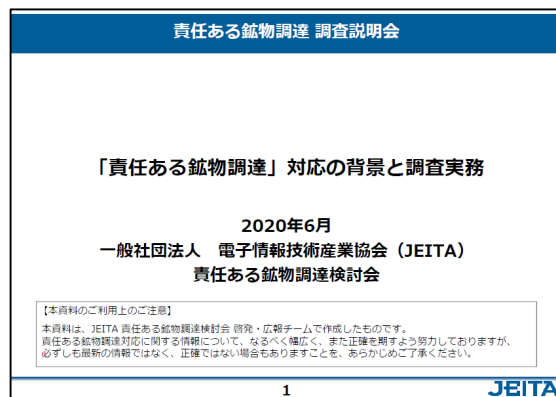 責任ある鉱物調達 調査説明会
「責任ある鉱物調達」対応の背景と調査実務
2020年6月
一般社団法人　電子情報技術産業協会（JEITA）
責任ある鉱物調達検討会
【本資料のご利用上のご注意】
本資料は、JEITA 責任ある鉱物調達検討会 啓発・広報チームで作成したものです。
責任ある鉱物調達対応に関する情報について、なるべく幅広く、また正確を期すよう努力しておりますが、
必ずしも最新の情報ではなく、正確ではない場合もありますことを、あらかじめご了承ください。
1
JEITA